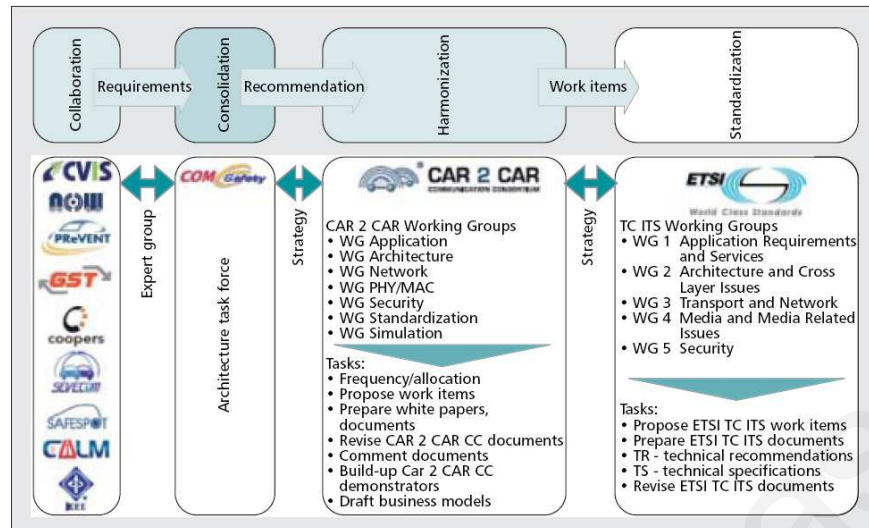 Collaboration
Requirements
Consolidation
Recommendation
Harmonization
Work items
Standardization
CVIS
NOW
PReVENT
GST
coopers
SEVECOM
SAFESPOT
CALM
IEEE
Expert group
COMeSafety
Architecture task force
Strategy
CAR 2 CAR
COMMUNICATION CONSORTIUM
CAR 2 CAR Working Groups
• WG Application
• WG Architecture
• WG Network
• WG PHY/MAC
• WG Security
• WG Standardization
• WG Simulation
Tasks:
• Frequency/allocation
• Propose work items
• Prepare white papers,
documents
• Revise CAR 2 CAR CC documents
• Comment documents
• Build-up Car 2 CAR CC
demonstrators
• Draft business models
Strategy
ETSI
World Class Standards
TC ITS Working Groups
• WG 1 Application Requirements
and Services
• WG 2 Architecture and Cross
Layer Issues
• WG 3 Transport and Network
• WG 4 Media and Media Related
Issues
• WG 5 Security
Tasks:
• Propose ETSI TC ITS work items
• Prepare ETSI TC ITS documents
• TR - technical recommendations
• TS - technical specifications
• Revise ETSI TC ITS documents